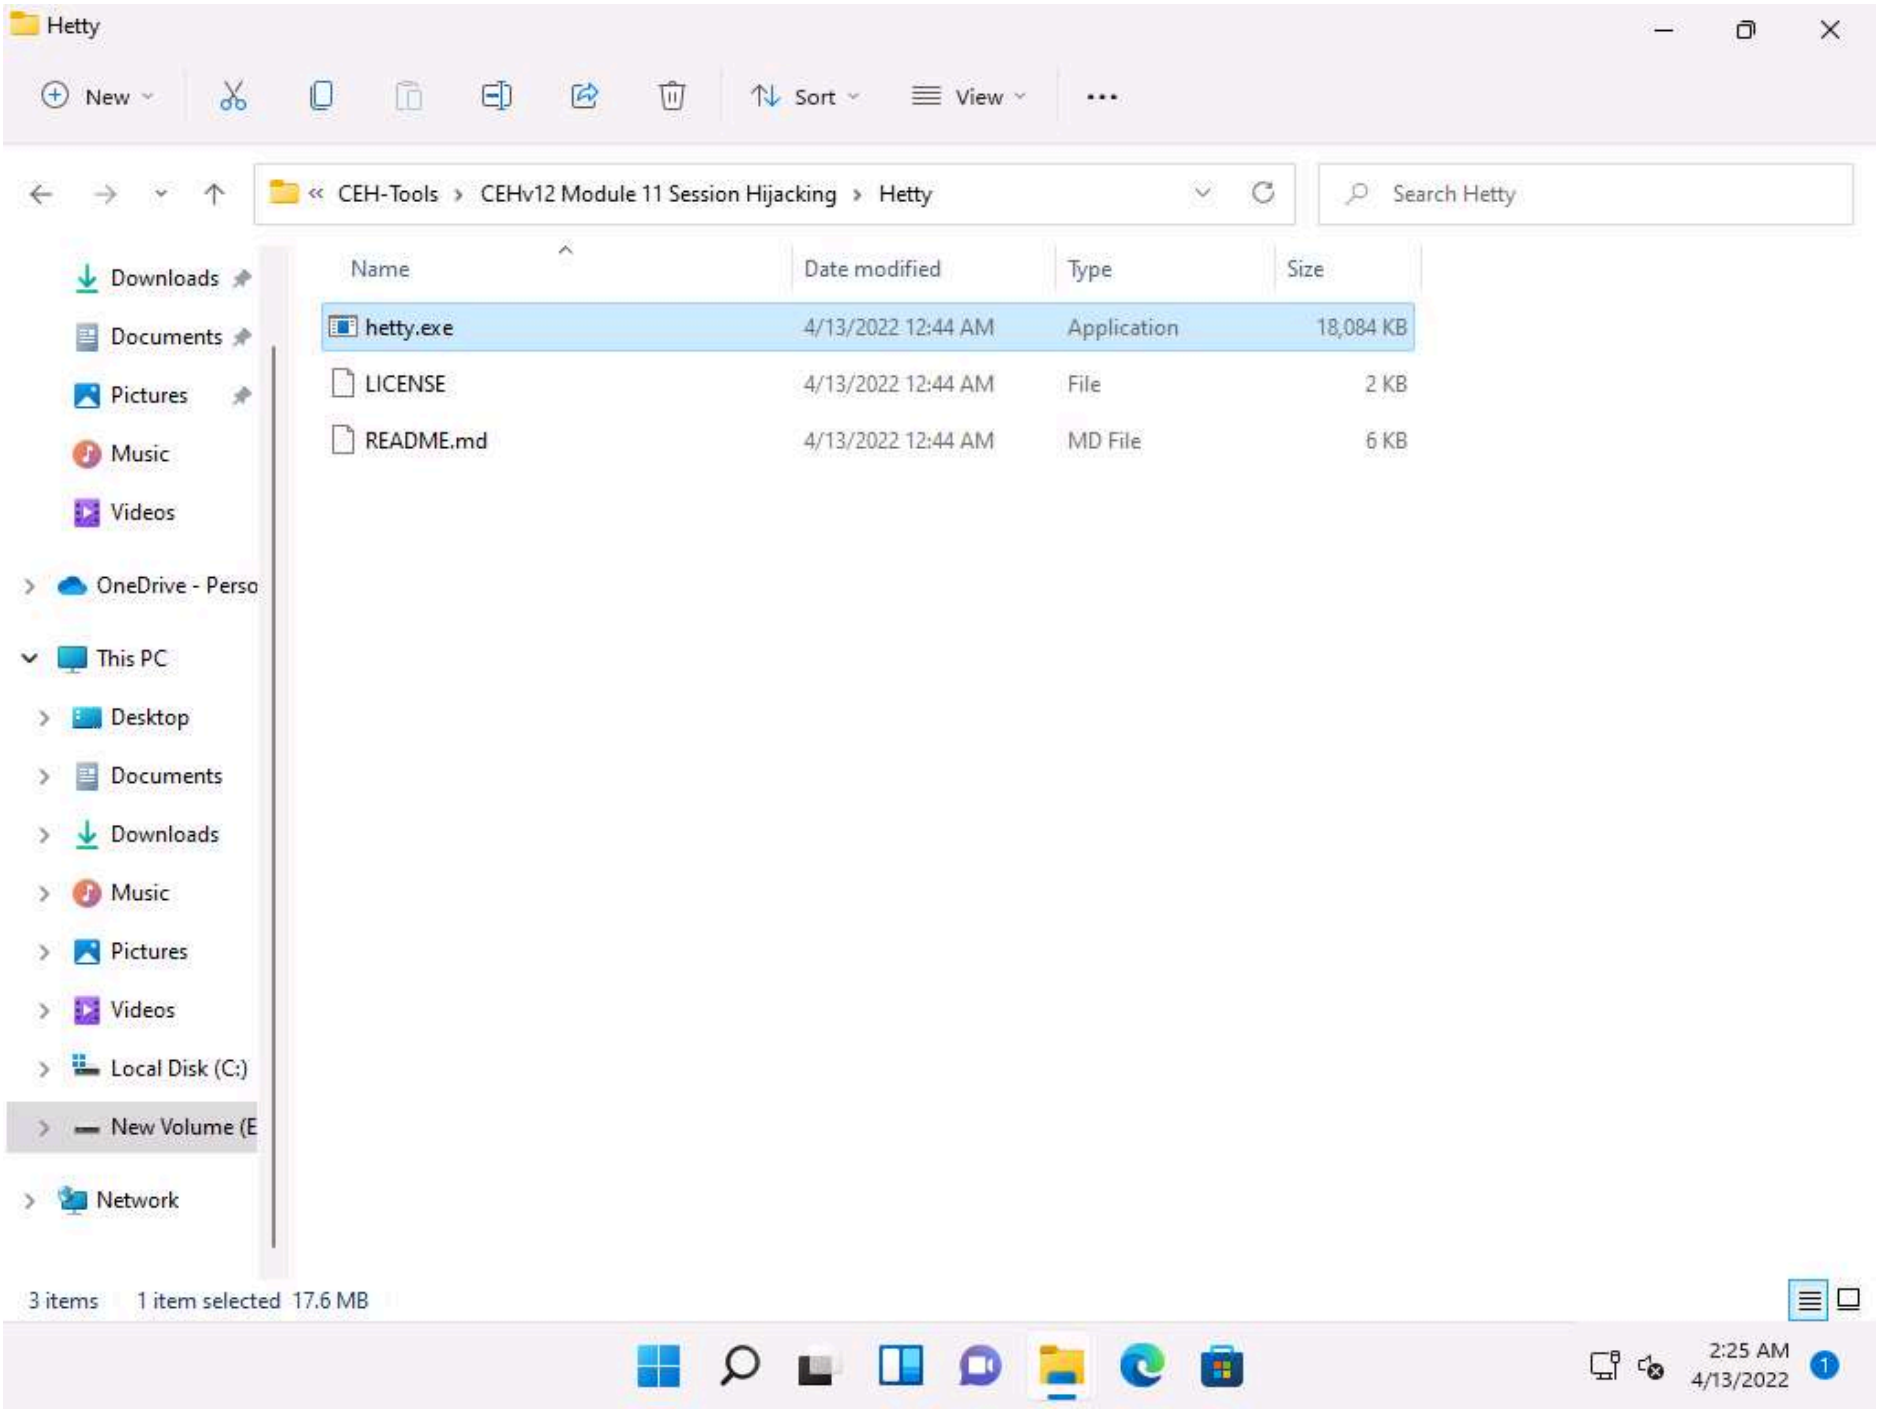 Hetty
New Sort View
« CEH-Tools > CEHv12 Module 11 Session Hijacking > Hetty Search Hetty
Name Date modified Type Size
hetty.exe 4/13/2022 12:44 AM Application 18,084 KB
LICENSE 4/13/2022 12:44 AM File 2 KB
README.md 4/13/2022 12:44 AM MD File 6 KB
Downloads
Documents
Pictures
Music
Videos
OneDrive - Perso
This PC
Desktop
Documents
Downloads
Music
Pictures
Videos
Local Disk (C:)
New Volume (E
Network
3 items 1 item selected 17.6 MB
2:25 AM
4/13/2022
1